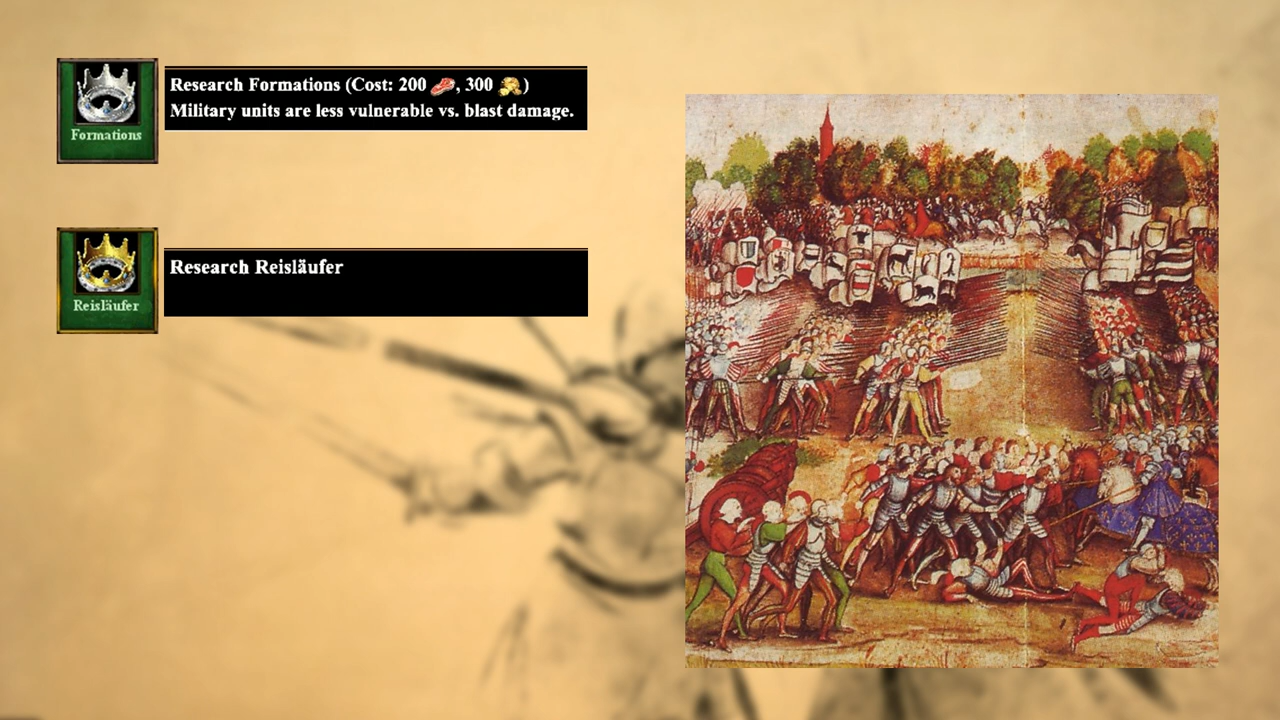 Formations
Research Formations (Cost: 200 , 300 )
Military units are less vulnerable vs. blast damage.
Reisläufer
Research Reisläufer